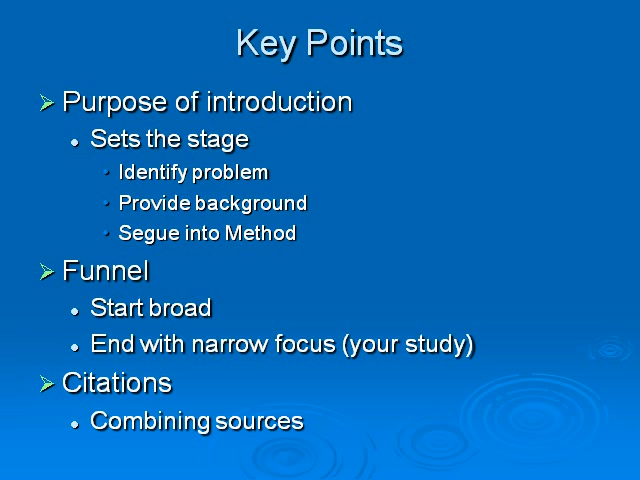 Key Points
Purpose of introduction
Sets the stage
Identify problem
Provide background
Segue into Method
Funnel
Start broad
End with narrow focus (your study)
Citations
Combining sources